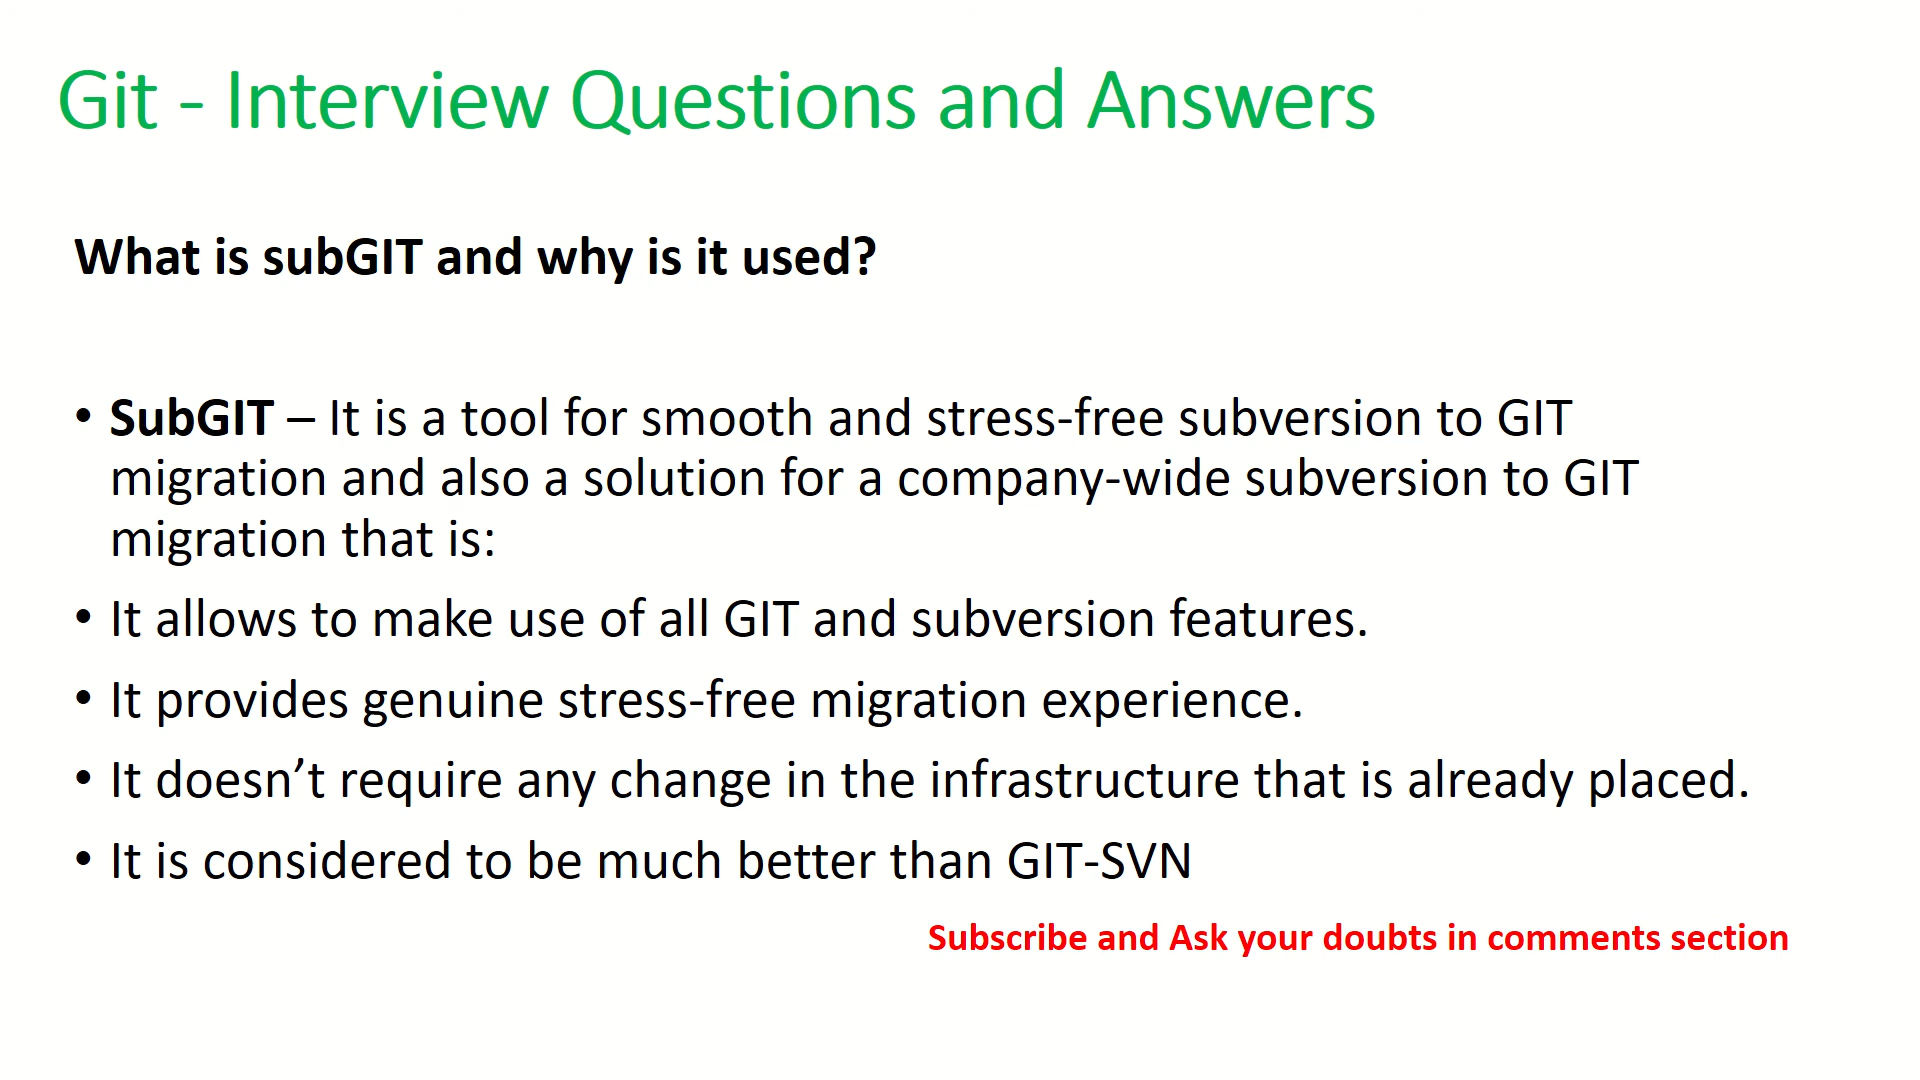 Git - Interview Questions and Answers
What is subGIT and why is it used?
• SubGIT – It is a tool for smooth and stress-free subversion to GIT
migration and also a solution for a company-wide subversion to GIT
migration that is:
• It allows to make use of all GIT and subversion features.
• It provides genuine stress-free migration experience.
• It doesn’t require any change in the infrastructure that is already placed.
• It is considered to be much better than GIT-SVN
Subscribe and Ask your doubts in comments section